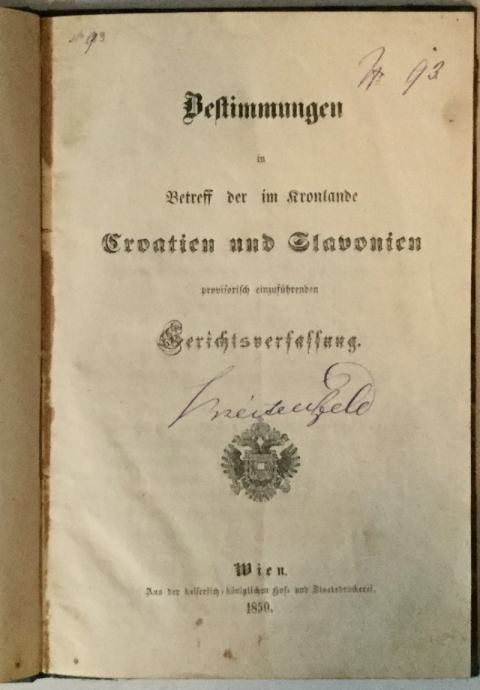 No 93
No 93
Bestimmungen
in
Betreff der im Kronlande
Croatien und Slavonien
provisorisch einzuführenden
Gerichtsverfassung.
Wien.
Aus der kaiserlich-königlichen Hof- und Staatsdruckerei.
1850.